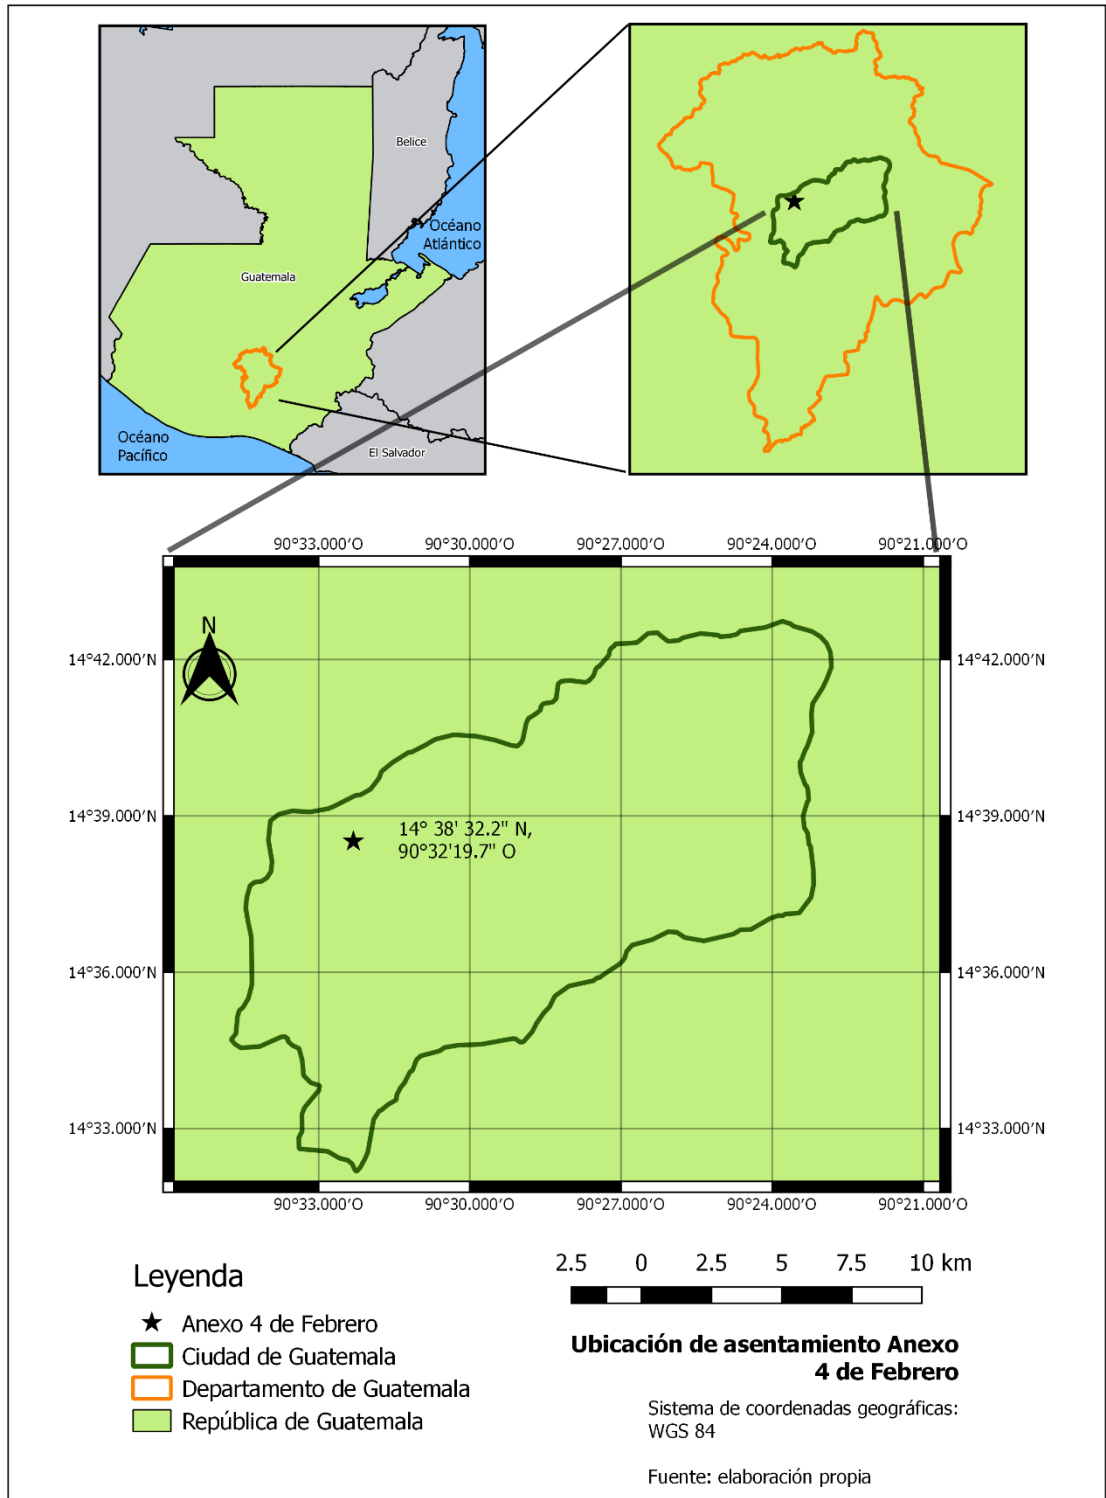 Belice
Océano
Atlántico
Guatemala
Océano
Pacífico
El Salvador
90°33.000'O 90°30.000'O 90°27.000'O 90°24.000'O 90°21.000'O
N
14°42.000'N 14°42.000'N
14°39.000'N 14°39.000'N
14° 38' 32.2" N,
90°32'19.7" O
14°36.000'N 14°36.000'N
14°33.000'N 14°33.000'N
90°33.000'O 90°30.000'O 90°27.000'O 90°24.000'O 90°21.000'O
2.5 0 2.5 5 7.5 10 km
Leyenda
Anexo 4 de Febrero
Ciudad de Guatemala
Departamento de Guatemala
República de Guatemala
Ubicación de asentamiento Anexo
4 de Febrero
Sistema de coordenadas geográficas:
WGS 84
Fuente: elaboración propia